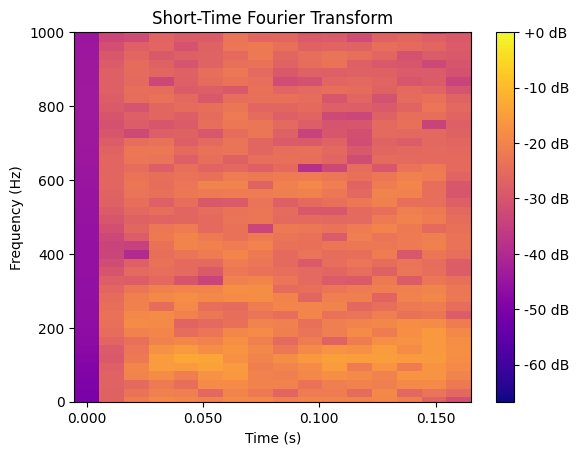 Short-Time Fourier Transform
1000
800
600
400
200
0
Frequency (Hz)
0.000
0.050
0.100
0.150
Time (s)
+0 dB
-10 dB
-20 dB
-30 dB
-40 dB
-50 dB
-60 dB